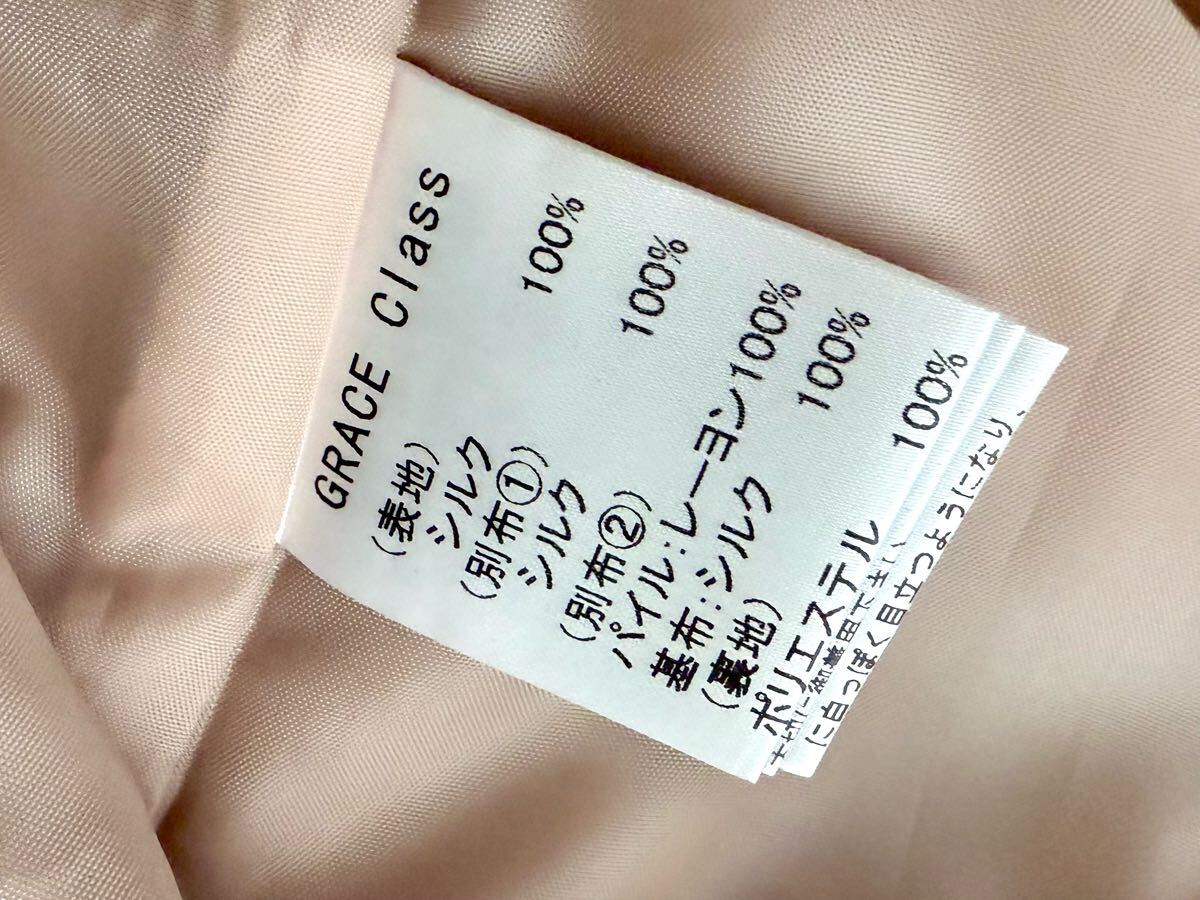 GRACE Class
(表地)
シルク 100%
(別布①)
シルク 100%
(別布②)
パイル:レーヨン100%
基布:シルク 100%
(裏地)
ポリエステル 100%
に白っぽく目立つようになり、